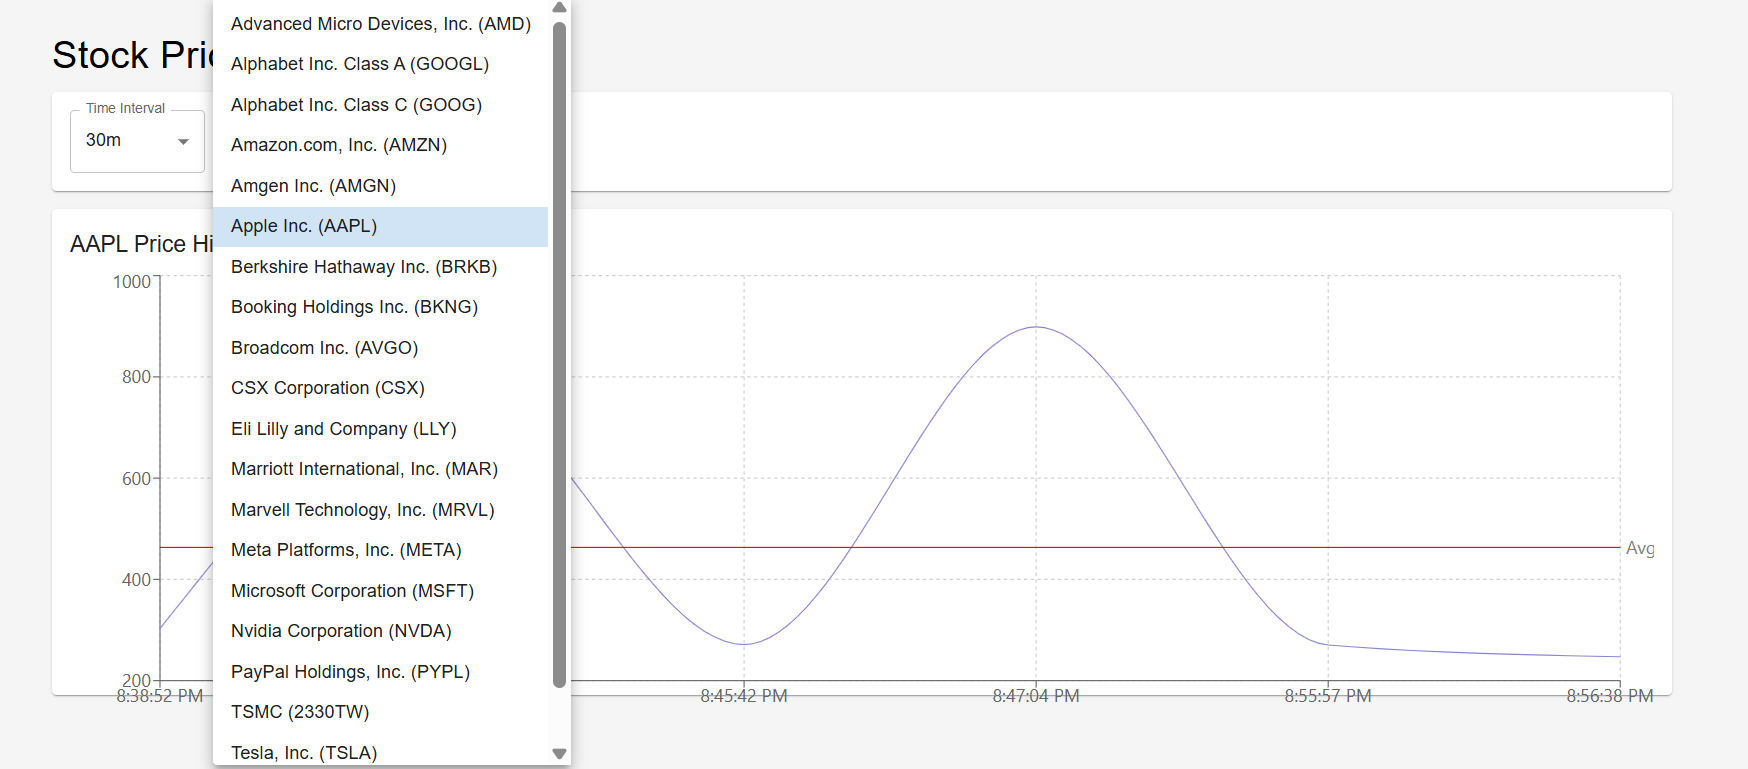 Stock Pri
Time Interval
30m
Advanced Micro Devices, Inc. (AMD)
Alphabet Inc. Class A (GOOGL)
Alphabet Inc. Class C (GOOG)
Amazon.com, Inc. (AMZN)
Amgen Inc. (AMGN)
Apple Inc. (AAPL)
Berkshire Hathaway Inc. (BRKB)
Booking Holdings Inc. (BKNG)
Broadcom Inc. (AVGO)
CSX Corporation (CSX)
Eli Lilly and Company (LLY)
Marriott International, Inc. (MAR)
Marvell Technology, Inc. (MRVL)
Meta Platforms, Inc. (META)
Microsoft Corporation (MSFT)
Nvidia Corporation (NVDA)
PayPal Holdings, Inc. (PYPL)
TSMC (2330TW)
Tesla, Inc. (TSLA)
AAPL Price Hi
1000
800
600
400
200
Avg
8:38:52 PM
8:45:42 PM
8:47:04 PM
8:55:57 PM
8:56:38 PM